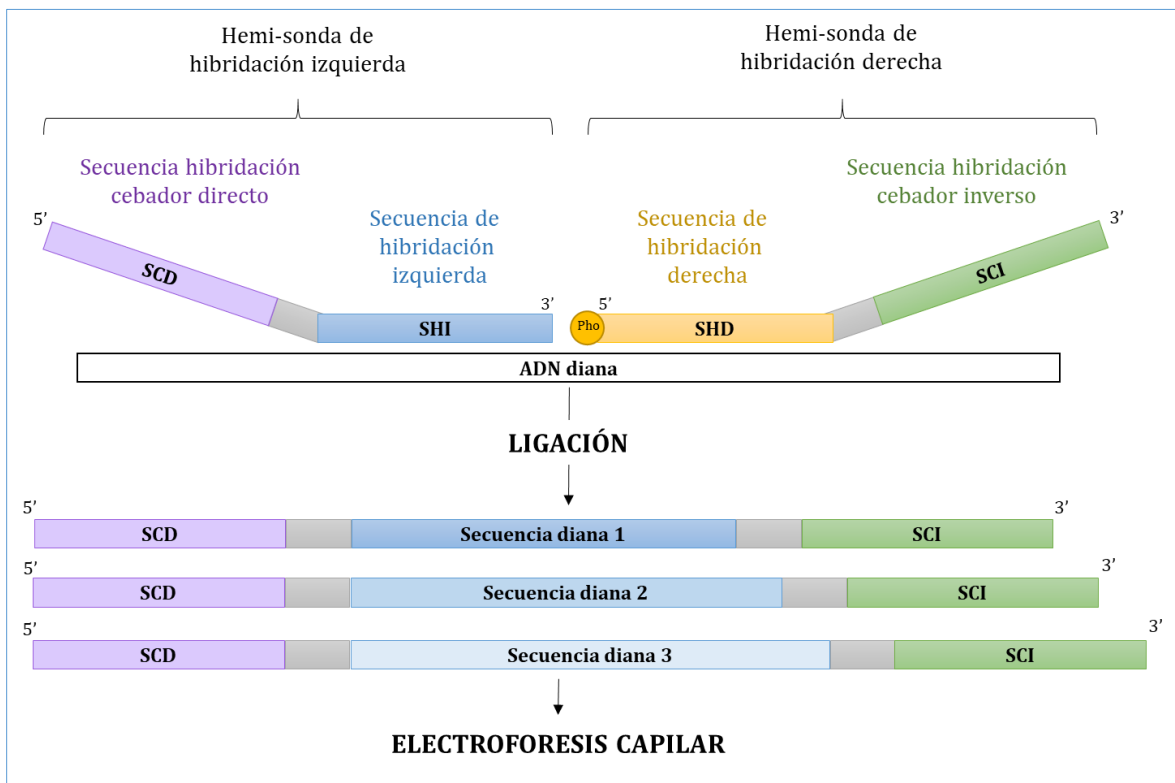 Hemi-sonda de
hibridación izquierda
Hemi-sonda de
hibridación derecha
Secuencia hibridación
cebador directo
Secuencia hibridación
cebador inverso
5’
3’
Secuencia de
hibridación
izquierda
Secuencia de
hibridación
derecha
SCD
SCI
3’
5’
SHI
Pho
SHD
ADN diana
LIGACIÓN
5’
3’
SCD
Secuencia diana 1
SCI
5’
3’
SCD
Secuencia diana 2
SCI
5’
3’
SCD
Secuencia diana 3
SCI
ELECTROFORESIS CAPILAR